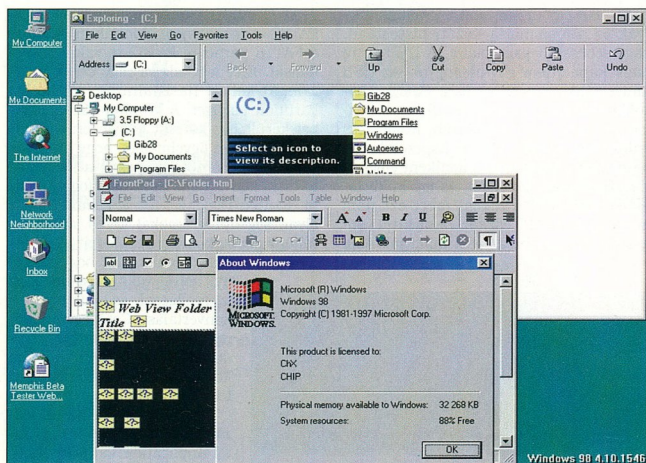 My Computer
My Documents
The Internet
Network
Neighborhood
Inbox
Recycle Bin
Memphis Beta
Tester Web...
Exploring - (C:)
File Edit View Go Favorites Tools Help
Address (C:) Back Forward Up Cut Copy Paste Undo
Desktop
My Computer
3.5 Floppy (A:)
(C:)
Gib28
My Documents
Program Files
(C:)
Select an icon to
view its description.
Gib28
My Documents
Program Files
Windows
Autoexec
Command
FrontPad - [C:\Folder.htm]
File Edit View Go Insert Format Tools Table Window Help
Normal Times New Roman A A B I U
abl
Web View Folder
Title
About Windows
MICROSOFT
WINDOWS.
Microsoft (R) Windows
Windows 98
Copyright (C) 1981-1997 Microsoft Corp.
This product is licensed to:
ChX
CHIP
Physical memory available to Windows: 32 268 KB
System resources: 88% Free
OK
Windows 98 4.10.1546